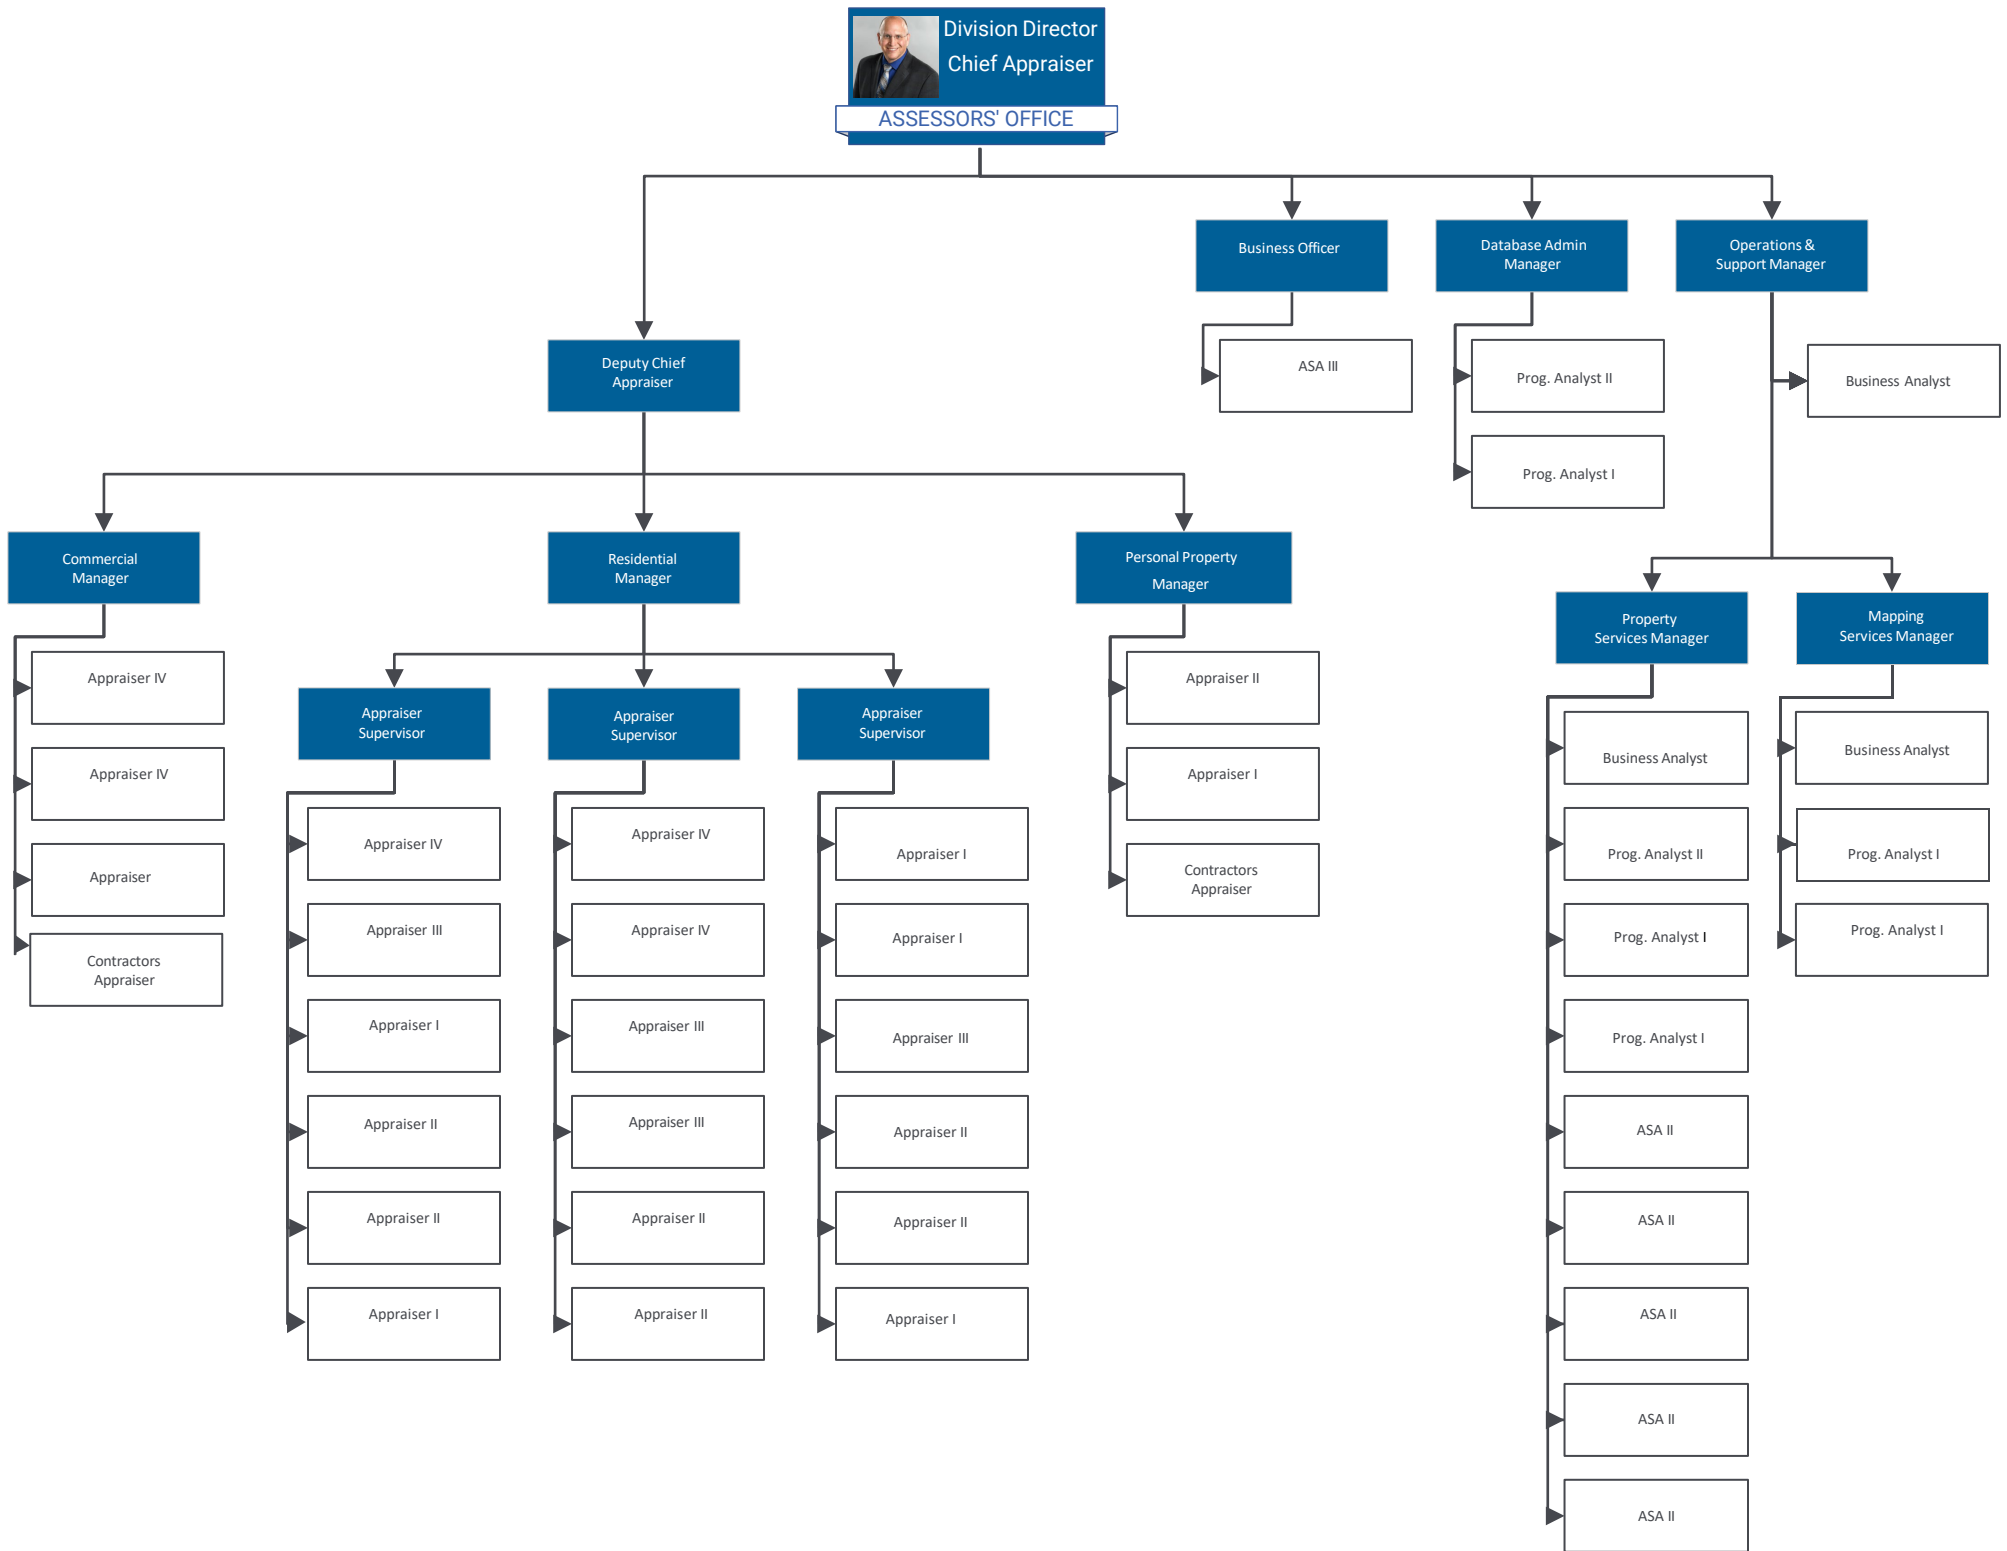 Division Director
Chief Appraiser
ASSESSORS' OFFICE
Business Officer
Database Admin
Manager
Operations &
Support Manager
ASA III
Prog. Analyst II
Prog. Analyst I
Business Analyst
Deputy Chief
Appraiser
Commercial
Manager
Residential
Manager
Personal Property
Manager
Property
Services Manager
Mapping
Services Manager
Appraiser IV
Appraiser IV
Appraiser
Contractors
Appraiser
Appraiser
Supervisor
Appraiser
Supervisor
Appraiser
Supervisor
Appraiser IV
Appraiser III
Appraiser I
Appraiser II
Appraiser II
Appraiser I
Appraiser IV
Appraiser IV
Appraiser III
Appraiser III
Appraiser II
Appraiser II
Appraiser I
Appraiser I
Appraiser III
Appraiser II
Appraiser II
Appraiser I
Appraiser II
Appraiser I
Contractors
Appraiser
Business Analyst
Prog. Analyst II
Prog. Analyst I
Prog. Analyst I
ASA II
ASA II
ASA II
ASA II
ASA II
Business Analyst
Prog. Analyst I
Prog. Analyst I